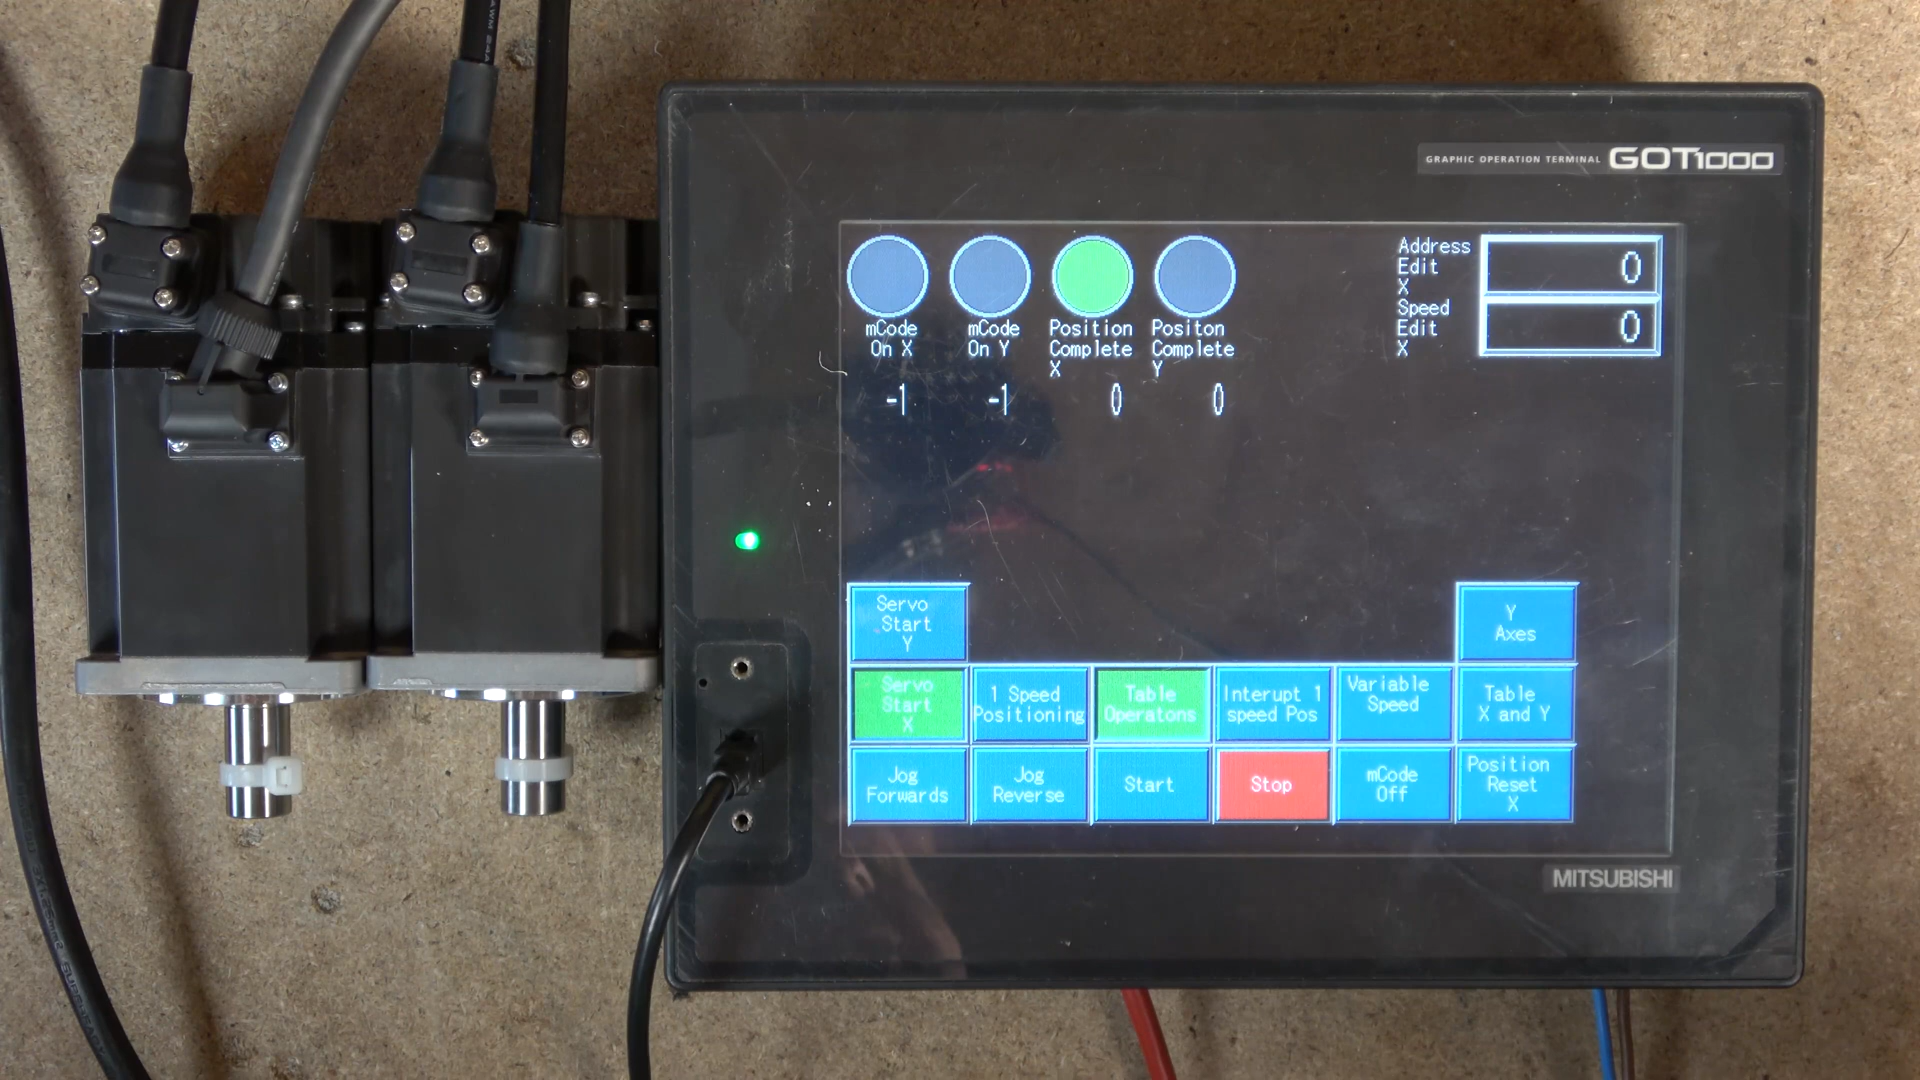 AWM
GRAPHIC OPERATION TERMINAL GOT1000
mCode
On X
mCode
On Y
Position
Complete
X
Positon
Complete
Y
-1
-1
0
0
Address
Edit
X
0
Speed
Edit
X
0
Servo
Start
Y
Y
Axes
Servo
Start
X
1 Speed
Positioning
Table
Operatons
Interupt 1
speed Pos
Variable
Speed
Table
X and Y
Jog
Forwards
Jog
Reverse
Start
Stop
mCode
Off
Position
Reset
X
MITSUBISHI